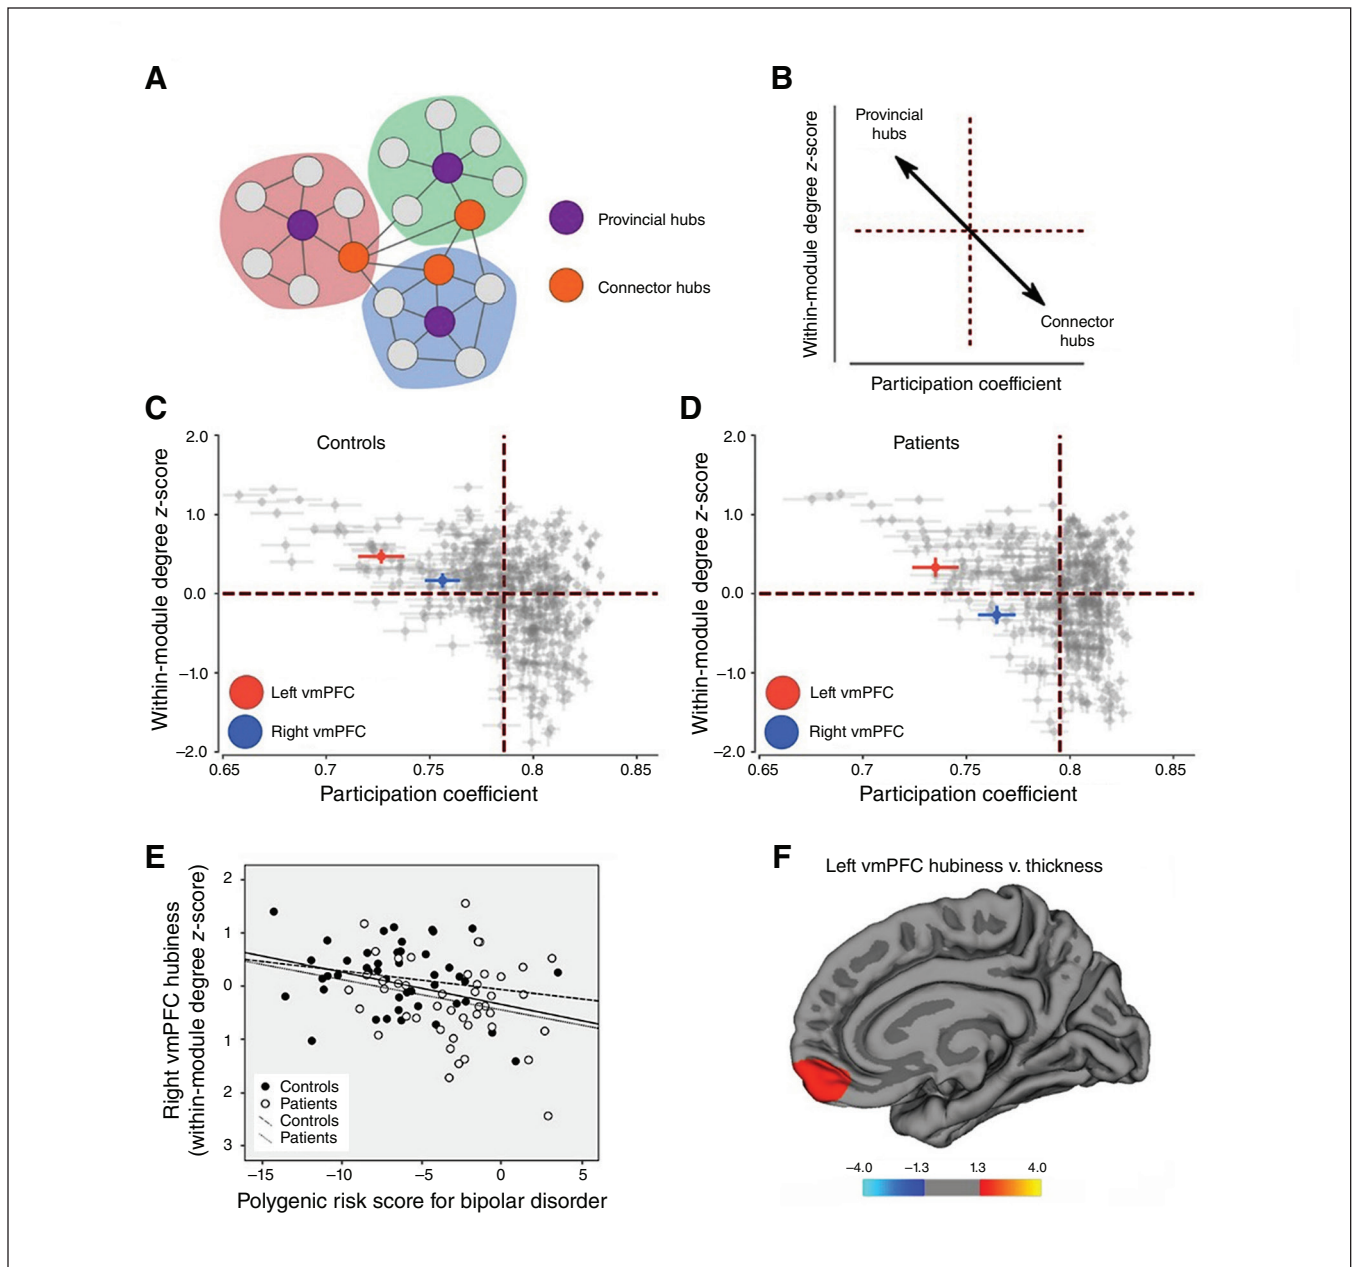 A
Provincial hubs
Connector hubs
B
Within-module degree z-score
Provincial
hubs
Connector
hubs
Participation coefficient
C
Within-module degree z-score
Controls
2.0
1.0
0.0
–1.0
–2.0
Left vmPFC
Right vmPFC
0.65 0.7 0.75 0.8 0.85
Participation coefficient
D
Within-module degree z-score
Patients
2.0
1.0
0.0
–1.0
–2.0
Left vmPFC
Right vmPFC
0.65 0.7 0.75 0.8 0.85
Participation coefficient
E
Right vmPFC hubiness
(within-module degree z-score)
2
1
0
1
2
3
Controls
Patients
Controls
Patients
–15 –10 –5 0 5
Polygenic risk score for bipolar disorder
F
Left vmPFC hubiness v. thickness
–4.0 –1.3 1.3 4.0